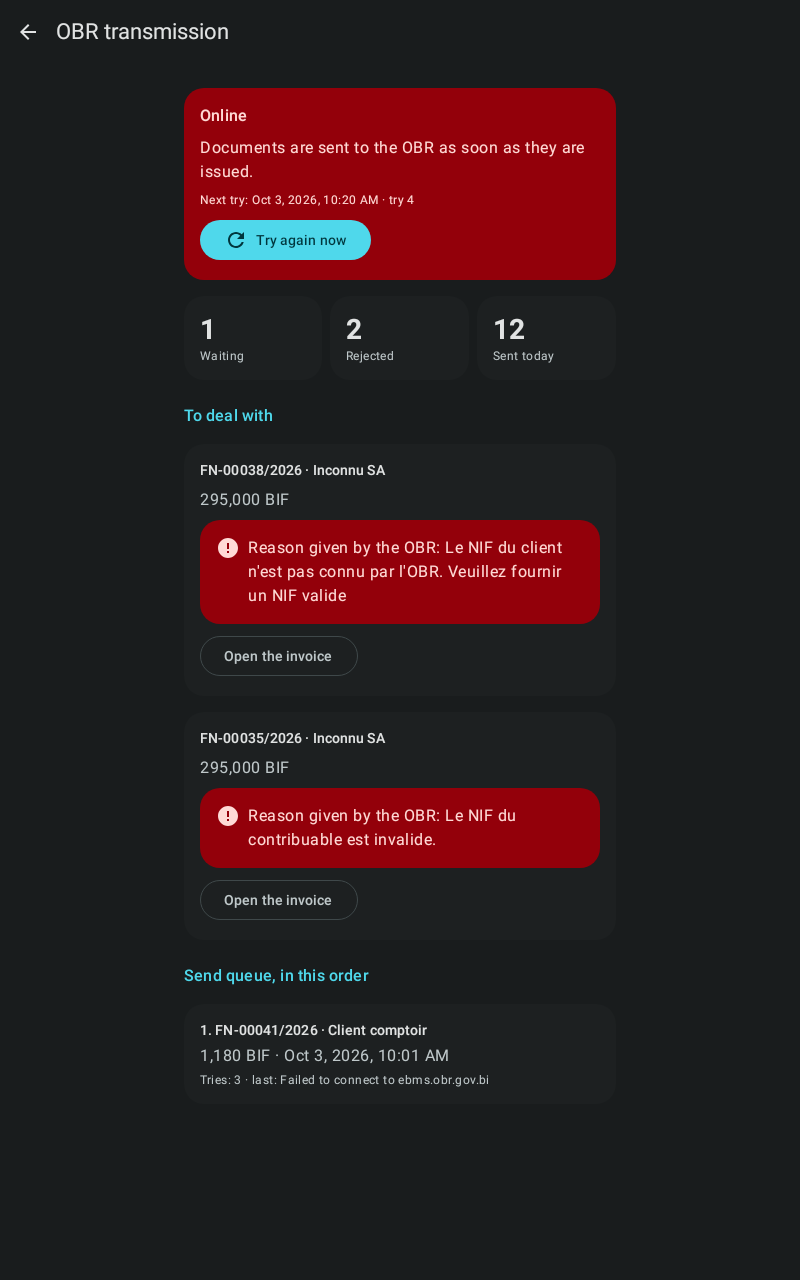 OBR transmission
Online
Documents are sent to the OBR as soon as they are
issued.
Next try: Oct 3, 2026, 10:20 AM · try 4
Try again now
1
Waiting
2
Rejected
12
Sent today
To deal with
FN-00038/2026 · Inconnu SA
295,000 BIF
Reason given by the OBR: Le NIF du client
n'est pas connu par l'OBR. Veuillez fournir
un NIF valide
Open the invoice
FN-00035/2026 · Inconnu SA
295,000 BIF
Reason given by the OBR: Le NIF du
contribuable est invalide.
Open the invoice
Send queue, in this order
1. FN-00041/2026 · Client comptoir
1,180 BIF · Oct 3, 2026, 10:01 AM
Tries: 3 · last: Failed to connect to ebms.obr.gov.bi